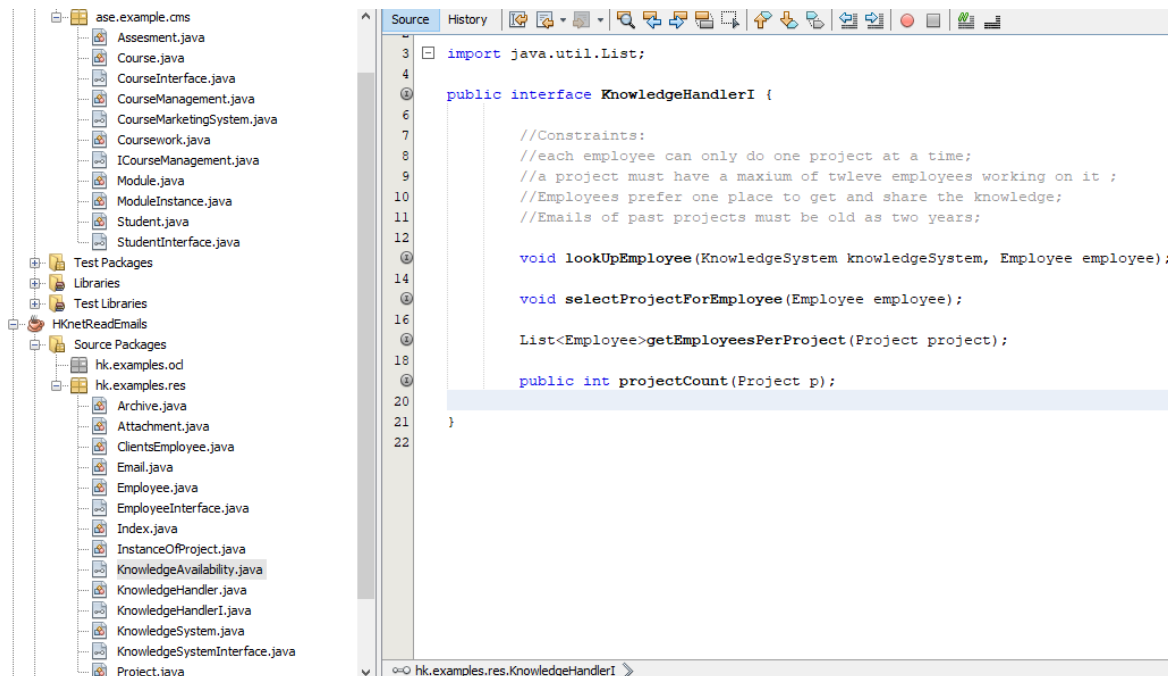 ase.example.cms
Assesment.java
Course.java
CourseInterface.java
CourseManagement.java
CourseMarketingSystem.java
Coursework.java
ICourseManagement.java
Module.java
ModuleInstance.java
Student.java
StudentInterface.java
Test Packages
Libraries
Test Libraries
HKnetReadEmails
Source Packages
hk.examples.ocl
hk.examples.res
Archive.java
Attachment.java
ClientsEmployee.java
Email.java
Employee.java
EmployeeInterface.java
Index.java
InstanceOfProject.java
KnowledgeAvailability.java
KnowledgeHandler.java
KnowledgeHandlerI.java
KnowledgeSystem.java
KnowledgeSystemInterface.java
Project.java
Source History
3 import java.util.List;
4
public interface KnowledgeHandlerI {
6
7 //Constraints:
8 //each employee can only do one project at a time;
9 //a project must have a maxium of twleve employees working on it ;
10 //Employees prefer one place to get and share the knowledge;
11 //Emails of past projects must be old as two years;
12
void lookUpEmployee(KnowledgeSystem knowledgeSystem, Employee employee);
14
void selectProjectForEmployee(Employee employee);
16
List<Employee>getEmployeesPerProject(Project project);
18
public int projectCount(Project p);
20
21 }
22
hk.examples.res.KnowledgeHandlerI